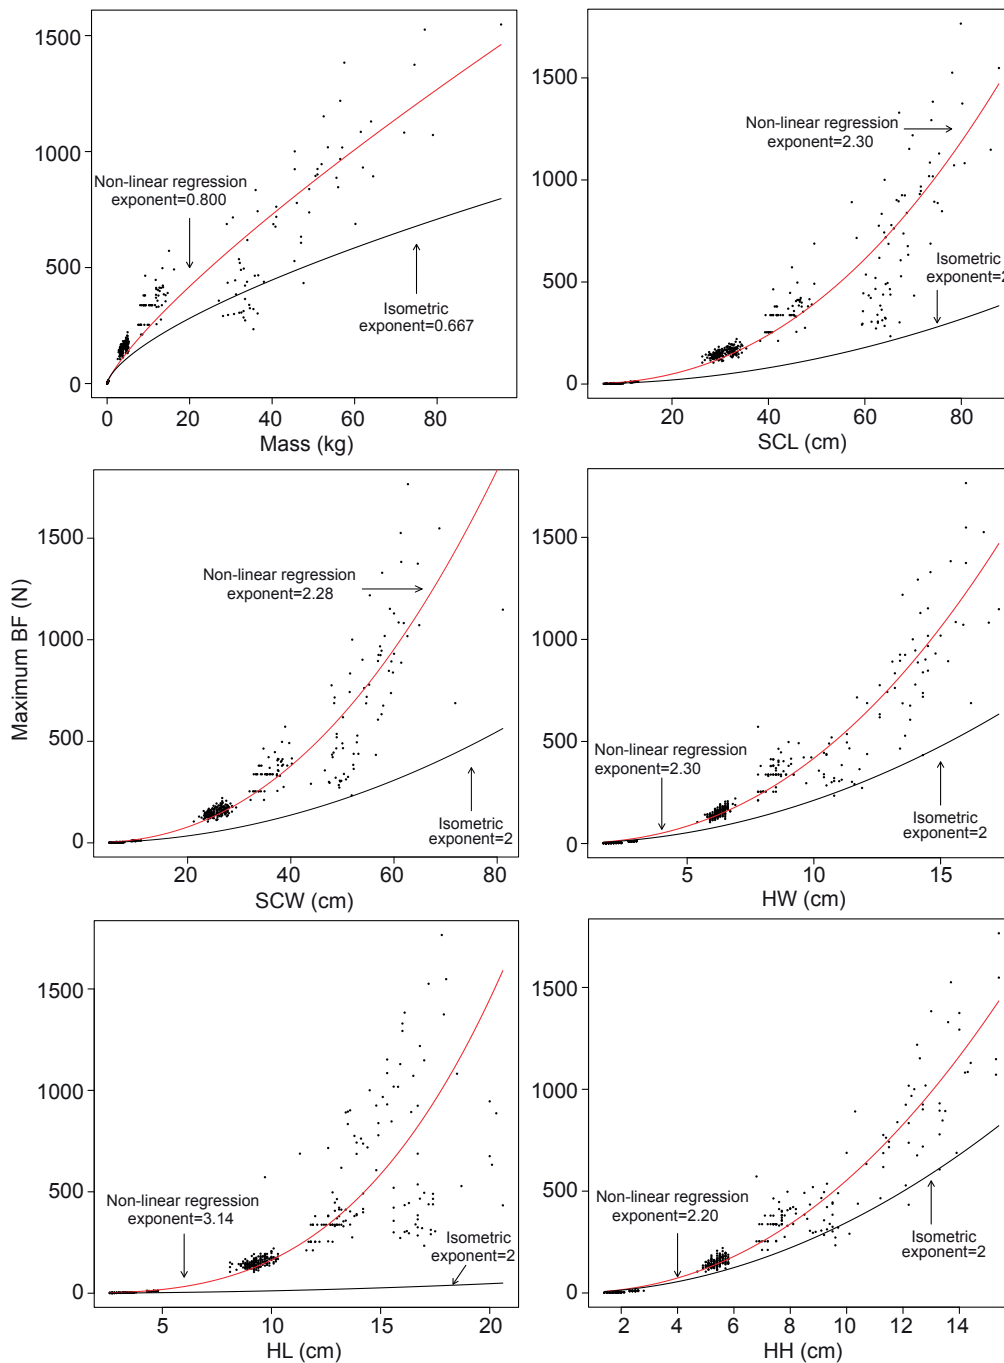 1500
1000
500
0
Non-linear regression
exponent=0.800
Isometric
exponent=0.667
0
20
40
60
80
Mass (kg)
1500
1000
500
0
Non-linear regression
exponent=2.30
Isometric
exponent=2
20
40
60
80
SCL (cm)
Maximum BF (N)
1500
1000
500
0
Non-linear regression
exponent=2.28
Isometric
exponent=2
20
40
60
80
SCW (cm)
1500
1000
500
0
Non-linear regression
exponent=2.30
Isometric
exponent=2
5
10
15
HW (cm)
1500
1000
500
0
Non-linear regression
exponent=3.14
Isometric
exponent=2
5
10
15
20
HL (cm)
1500
1000
500
0
Non-linear regression
exponent=2.20
Isometric
exponent=2
2
4
6
8
10
12
14
HH (cm)